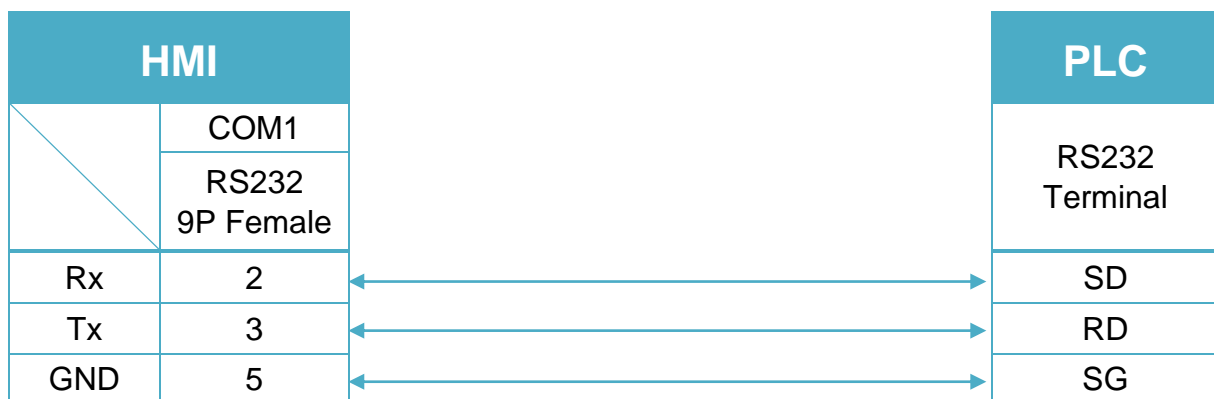 HMI
PLC
COM1
RS232
9P Female
RS232
Terminal
Rx 2 SD
Tx 3 RD
GND 5 SG